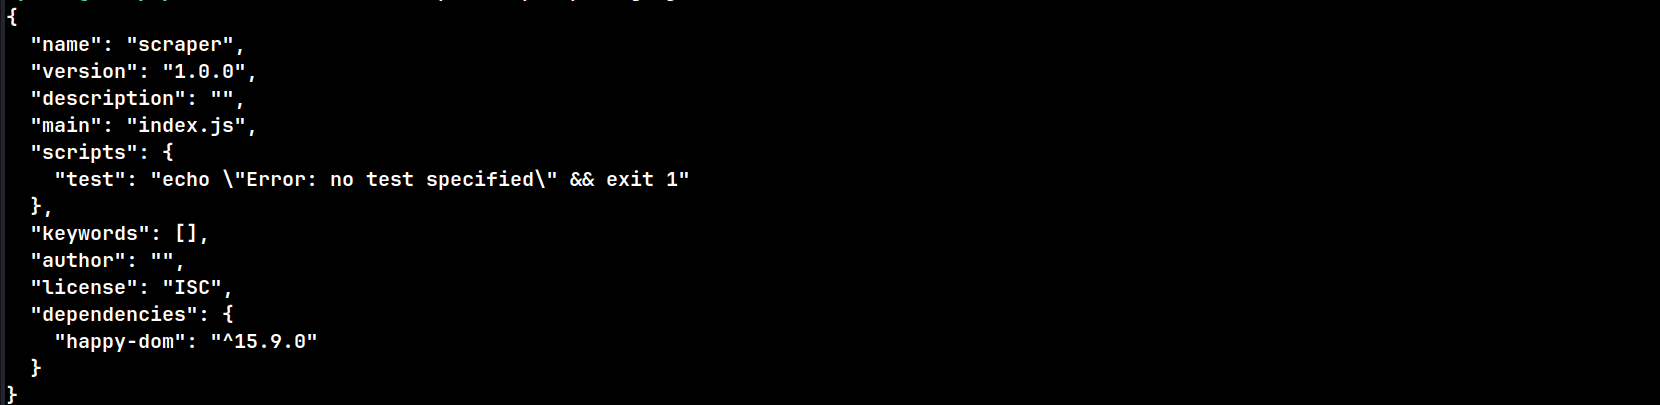 {
  "name": "scraper",
  "version": "1.0.0",
  "description": "",
  "main": "index.js",
  "scripts": {
    "test": "echo \"Error: no test specified\" && exit 1"
  },
  "keywords": [],
  "author": "",
  "license": "ISC",
  "dependencies": {
    "happy-dom": "^15.9.0"
  }
}